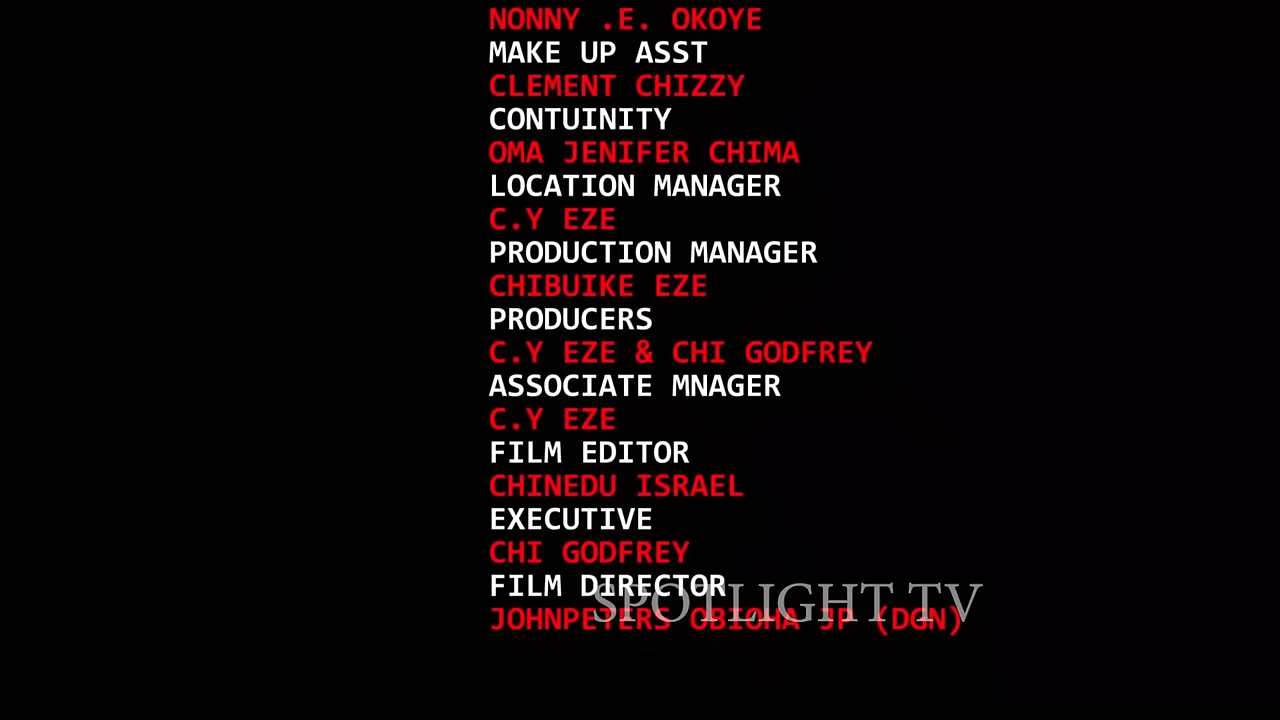 NONNY .E. OKOYE
MAKE UP ASST
CLEMENT CHIZZY
CONTUINITY
OMA JENIFER CHIMA
LOCATION MANAGER
C.Y EZE
PRODUCTION MANAGER
CHIBUIKE EZE
PRODUCERS
C.Y EZE & CHI GODFREY
ASSOCIATE MNAGER
C.Y EZE
FILM EDITOR
CHINEDU ISRAEL
EXECUTIVE
CHI GODFREY
FILM DIRECTOR
SPOTLIGHT TV
JOHNPETERS OBIOHA JP (DGN)